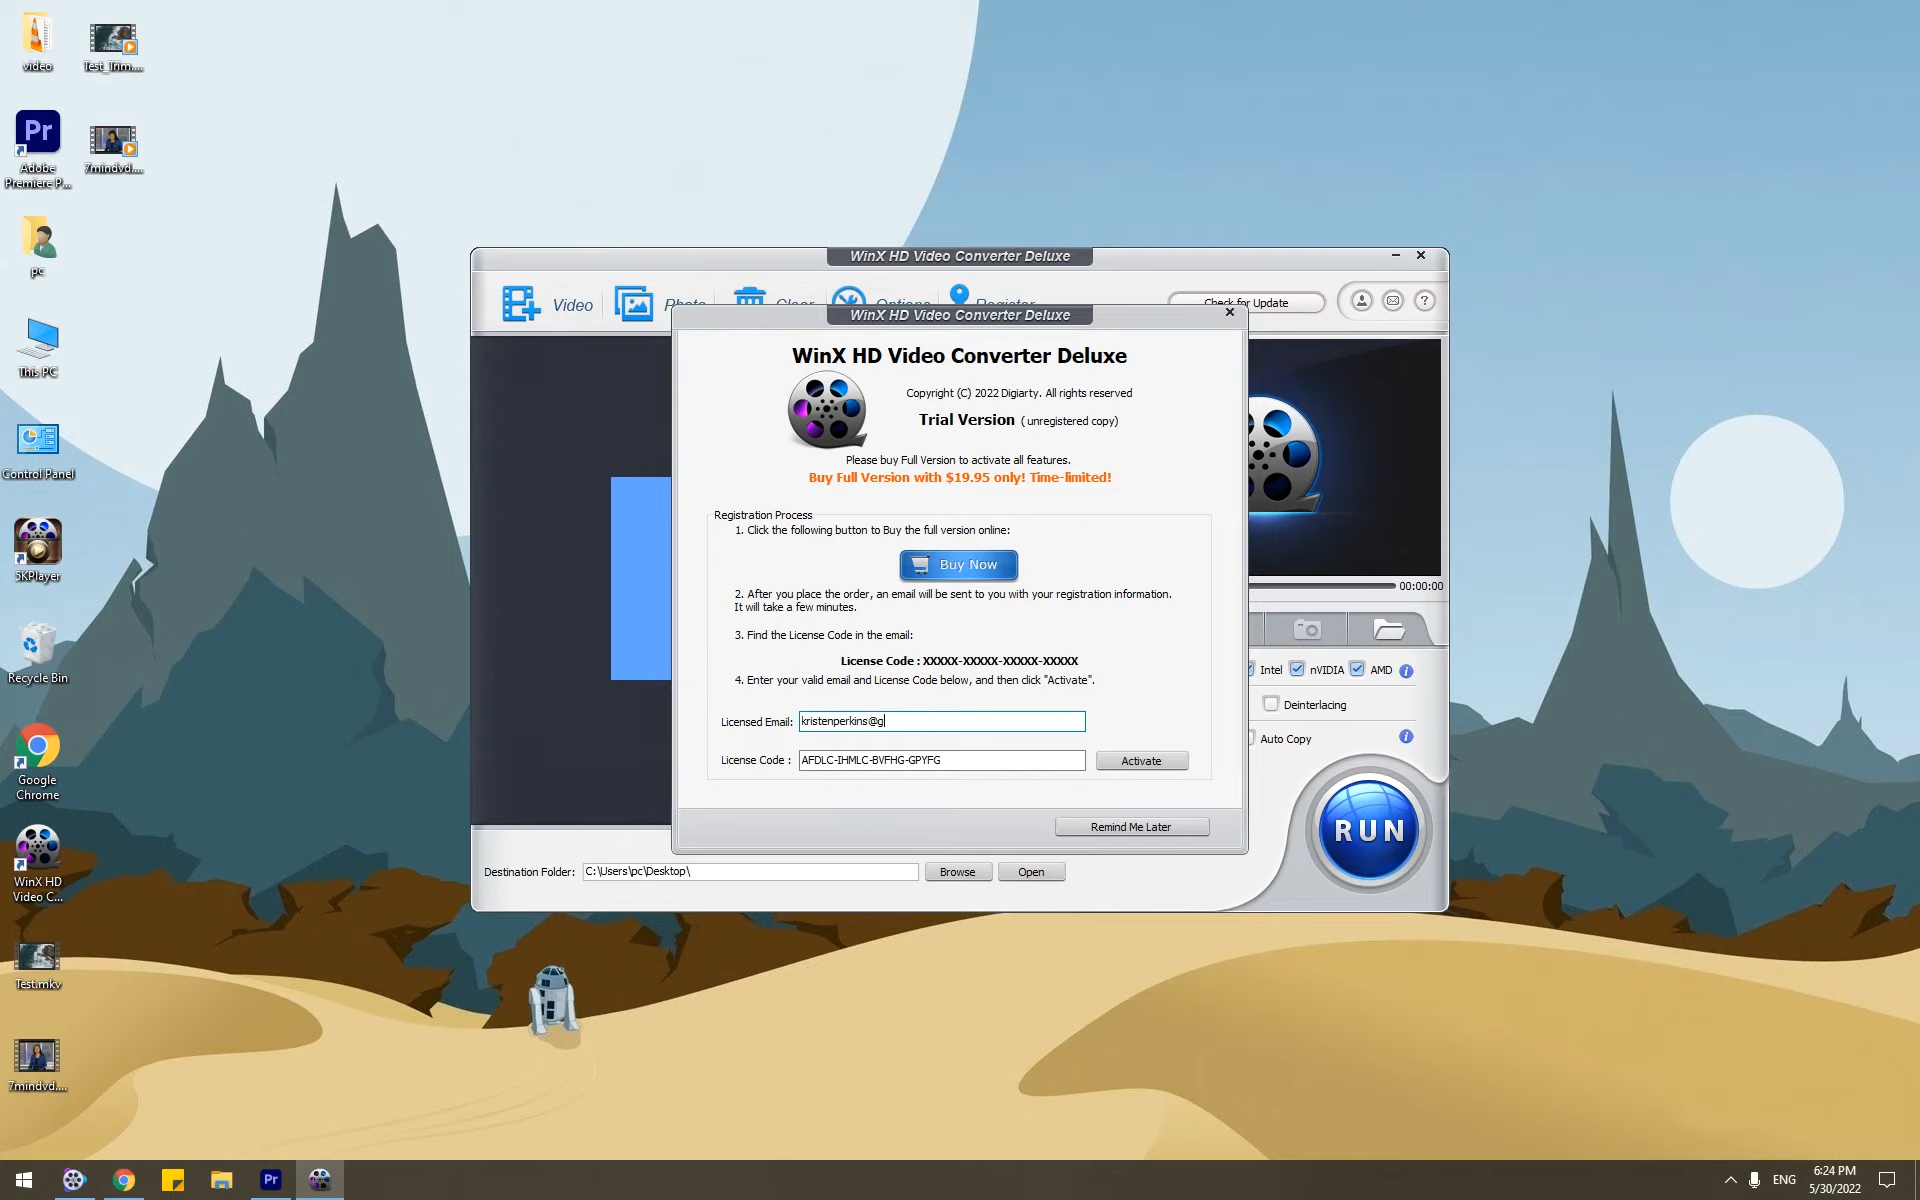 video
Test_Trim....
Pr
Adobe
Premiere P...
7mindvd....
pc
This PC
Control Panel
5KPlayer
Recycle Bin
Google
Chrome
WinX HD
Video C...
Test.mkv
7mindvd....
WinX HD Video Converter Deluxe
Video
Photo
Clear
Options
Register
Check for Update
?
WinX HD Video Converter Deluxe
WinX HD Video Converter Deluxe
Copyright (C) 2022 Digiarty. All rights reserved
Trial Version (unregistered copy)
Please buy Full Version to activate all features.
Buy Full Version with $19.95 only! Time-limited!
Registration Process
1. Click the following button to Buy the full version online:
Buy Now
2. After you place the order, an email will be sent to you with your registration information.
It will take a few minutes.
3. Find the License Code in the email:
License Code : XXXXX-XXXXX-XXXXX-XXXXX
4. Enter your valid email and License Code below, and then click "Activate".
Licensed Email: kristenperkins@g
License Code : AFDLC-IHMLC-BVFHG-GPYFG
Activate
Remind Me Later
00:00:00
Intel nVIDIA AMD i
Deinterlacing
Auto Copy i
RUN
Destination Folder: C:\Users\pc\Desktop\
Browse
Open
Pr
ENG
6:24 PM
5/30/2022